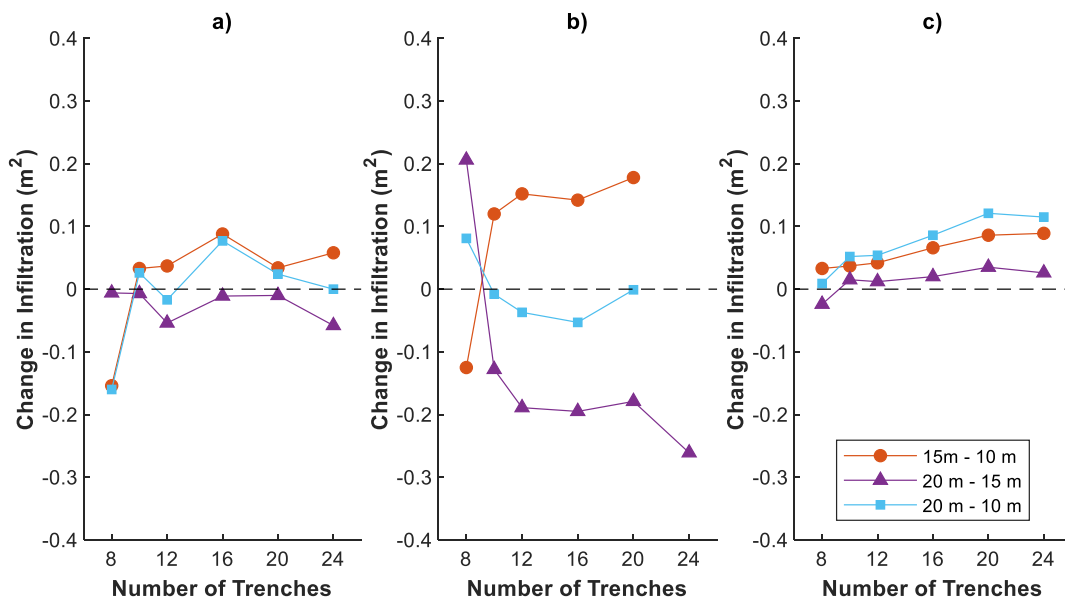 a)
0.4
0.3
0.2
0.1
0
-0.1
-0.2
-0.3
-0.4
Change in Infiltration (m²)
8 12 16 20 24
Number of Trenches
b)
0.4
0.3
0.2
0.1
0
-0.1
-0.2
-0.3
-0.4
Change in Infiltration (m²)
8 12 16 20 24
Number of Trenches
c)
0.4
0.3
0.2
0.1
0
-0.1
-0.2
-0.3
-0.4
Change in Infiltration (m²)
15m - 10 m
20 m - 15 m
20 m - 10 m
8 12 16 20 24
Number of Trenches